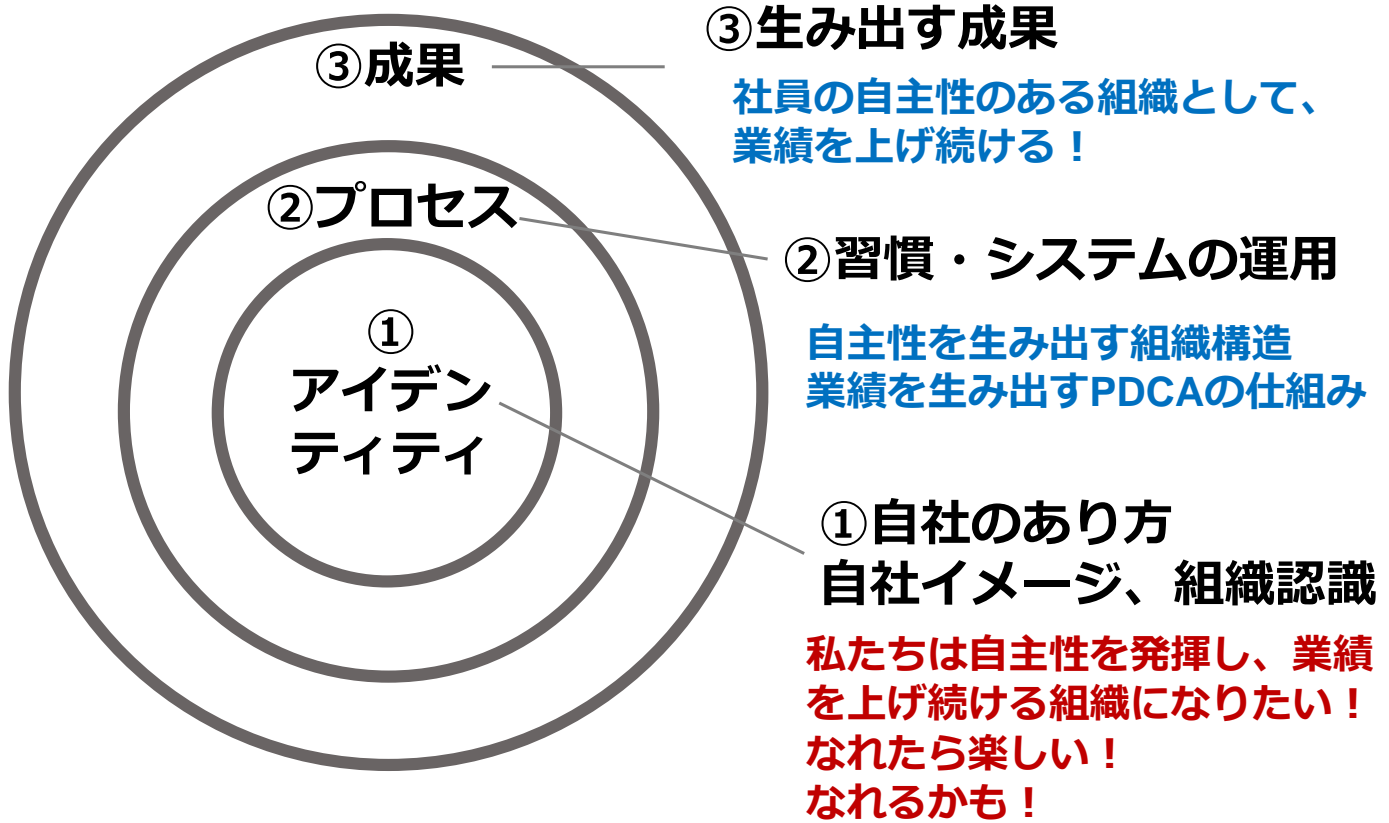 ③成果
②プロセス
①
アイデン
ティティ
③生み出す成果
社員の自主性のある組織として、
業績を上げ続ける！
②習慣・システムの運用
自主性を生み出す組織構造
業績を生み出すPDCAの仕組み
①自社のあり方
自社イメージ、組織認識
私たちは自主性を発揮し、業績
を上げ続ける組織になりたい！
なれたら楽しい！
なれるかも！